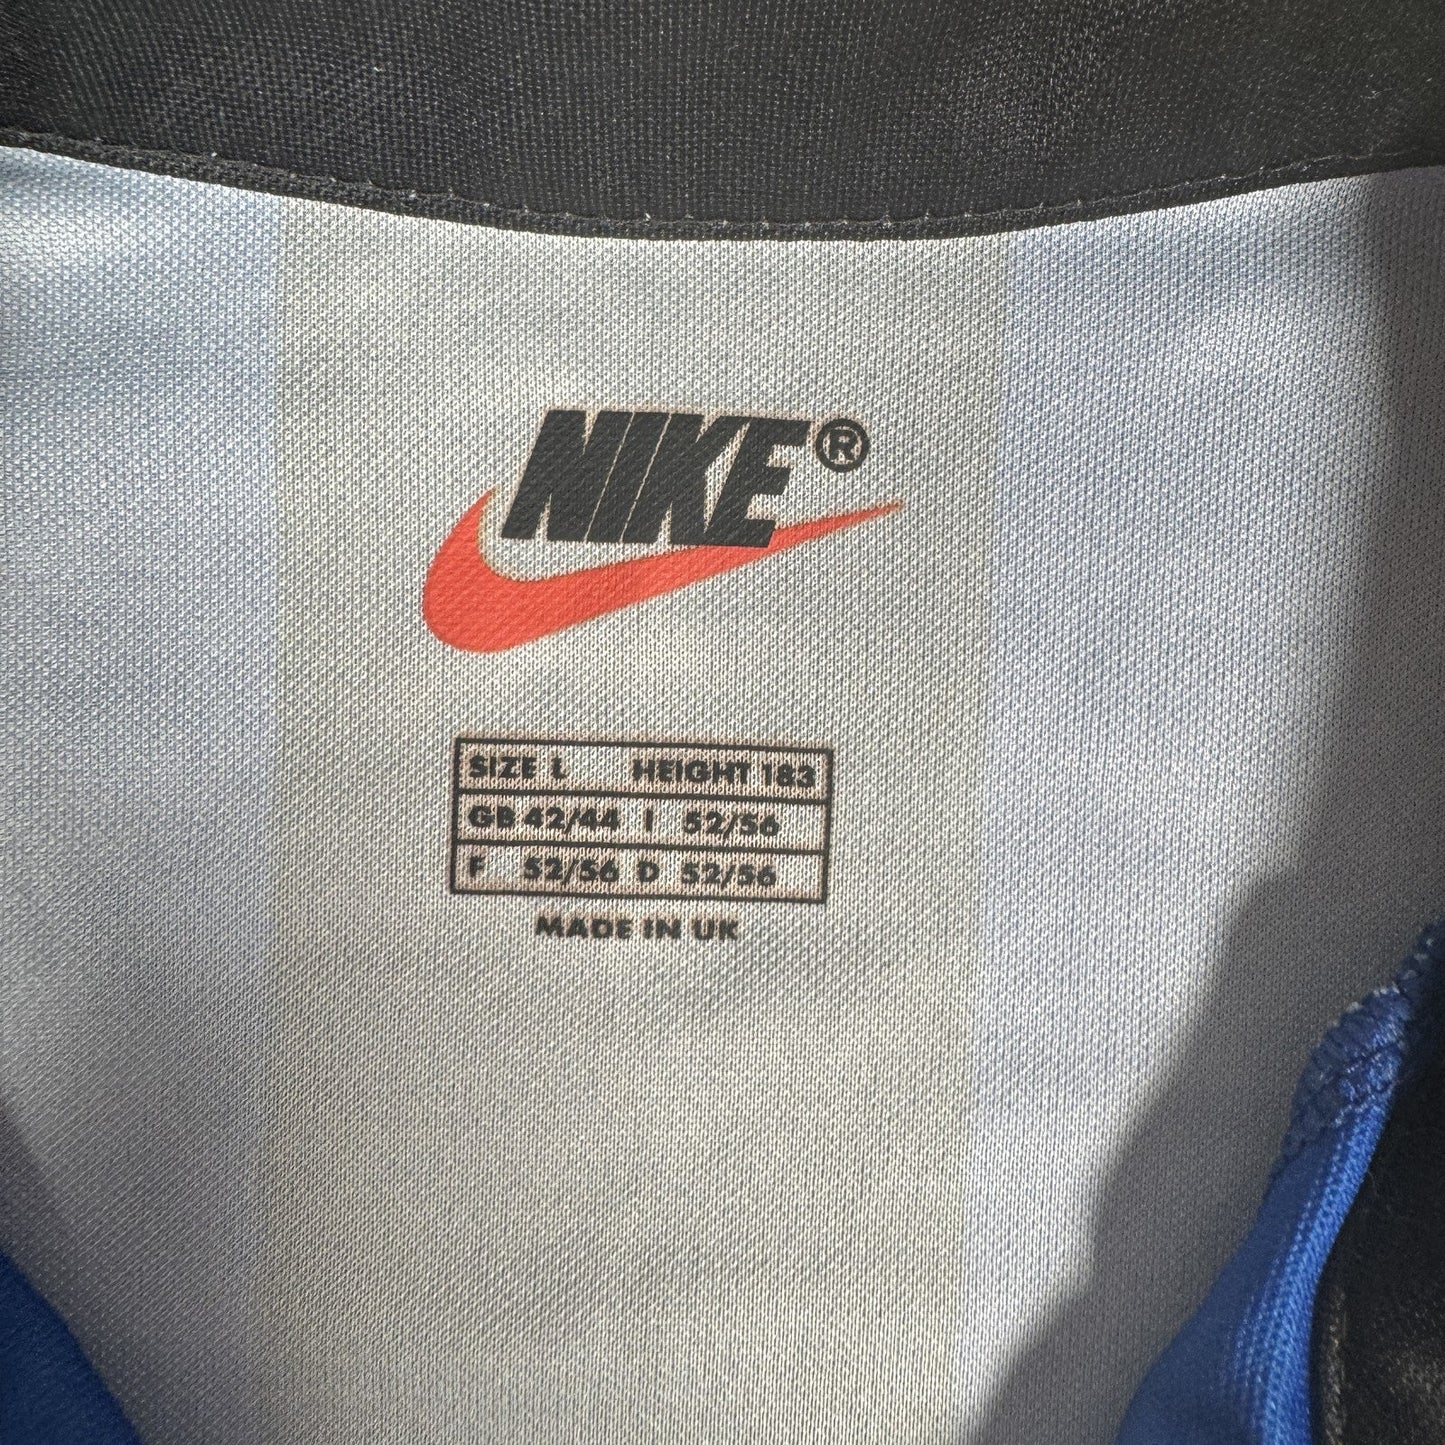 NIKE®
SIZE L HEIGHT 183
GB 42/44 I 52/56
F 52/56 D 52/56
MADE IN UK